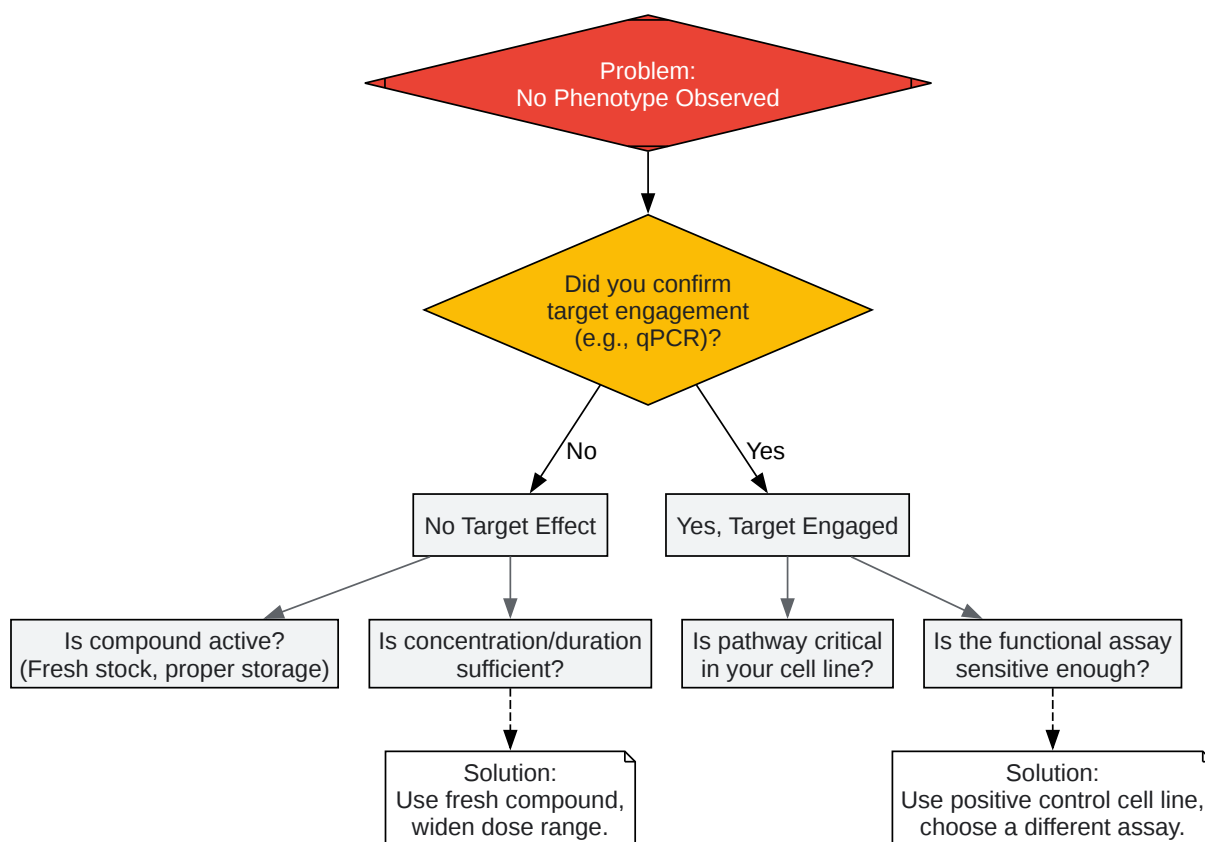 Problem:
No Phenotype Observed
Did you confirm
target engagement
(e.g., qPCR)?
No
Yes
No Target Effect
Yes, Target Engaged
Is compound active?
(Fresh stock, proper storage)
Is concentration/duration
sufficient?
Is pathway critical
in your cell line?
Is the functional assay
sensitive enough?
Solution:
Use fresh compound,
widen dose range.
Solution:
Use positive control cell line,
choose a different assay.